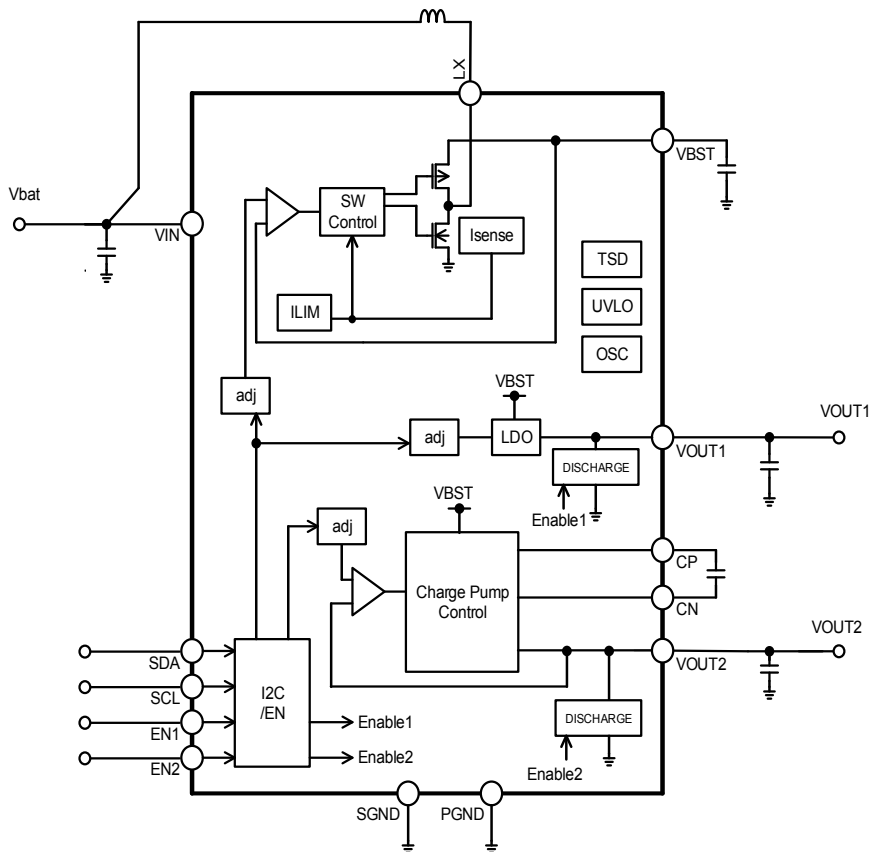 LX
VBST
Vbat
VIN
SW
Control
Isense
TSD
ILIM
UVLO
OSC
adj
VBST
adj
LDO
VOUT1
VOUT1
DISCHARGE
Enable1
VBST
adj
Charge Pump
Control
CP
CN
VOUT2
VOUT2
SDA
SCL
EN1
EN2
I2C
/EN
Enable1
Enable2
DISCHARGE
Enable2
SGND
PGND